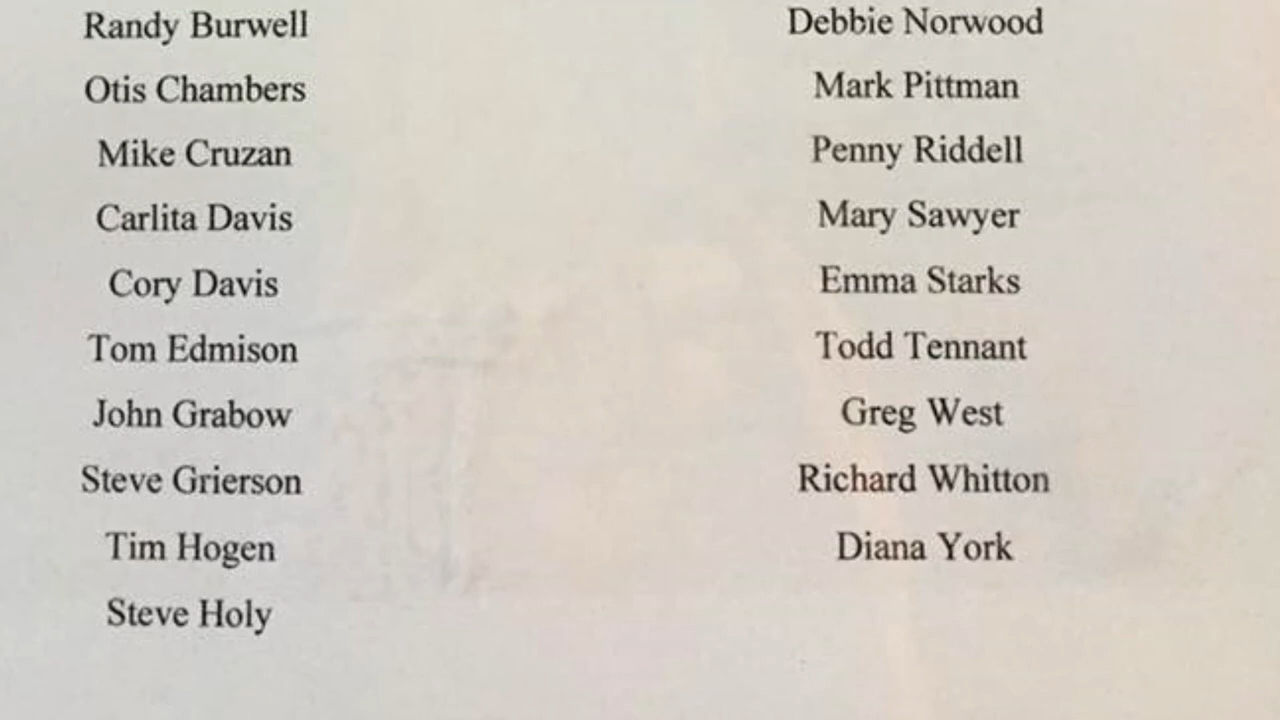 Randy Burwell
Otis Chambers
Mike Cruzan
Carlita Davis
Cory Davis
Tom Edmison
John Grabow
Steve Grierson
Tim Hogen
Steve Holy
Debbie Norwood
Mark Pittman
Penny Riddell
Mary Sawyer
Emma Starks
Todd Tennant
Greg West
Richard Whitton
Diana York